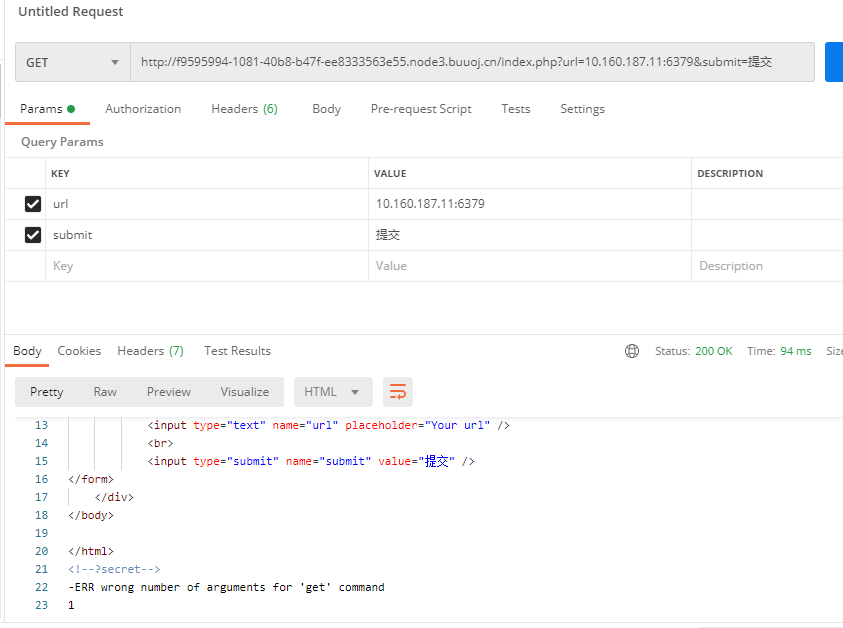 Untitled Request
GET http://f9595994-1081-40b8-b47f-ee8333563e55.node3.buuoj.cn/index.php?url=10.160.187.11:6379&submit=提交
Params Authorization Headers (6) Body Pre-request Script Tests Settings
Query Params
KEY VALUE DESCRIPTION
url 10.160.187.11:6379
submit 提交
Key Value Description
Body Cookies Headers (7) Test Results Status: 200 OK Time: 94 ms Size
Pretty Raw Preview Visualize HTML
13 <input type="text" name="url" placeholder="Your url" />
14 <br>
15 <input type="submit" name="submit" value="提交" />
16 </form>
17 </div>
18 </body>
19
20 </html>
21 <!--?secret-->
22 -ERR wrong number of arguments for 'get' command
23 1